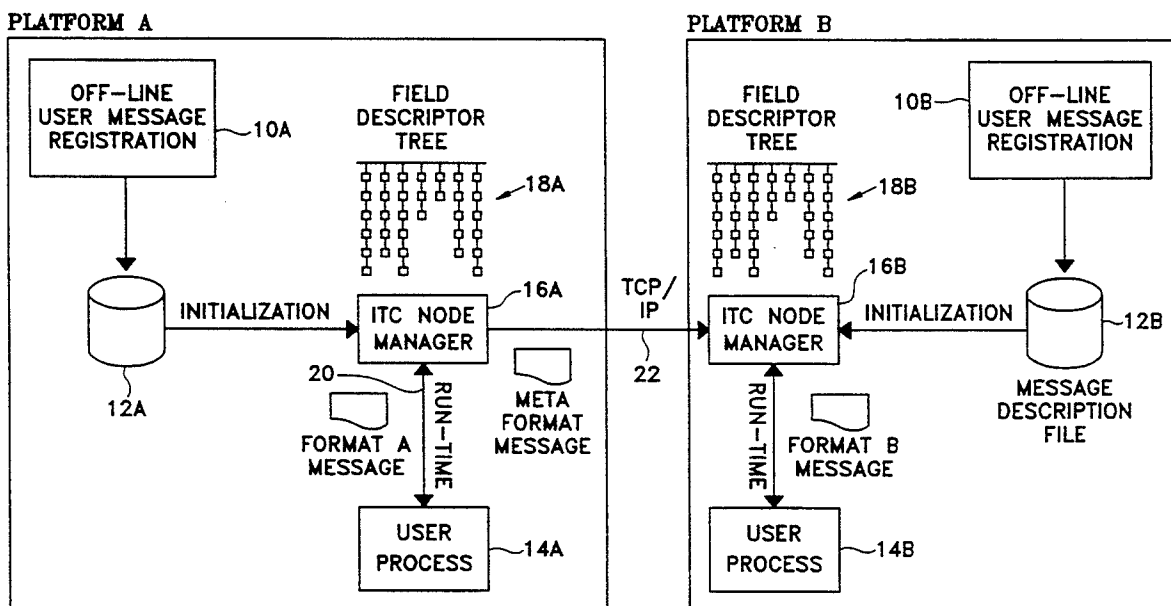 PLATFORM A
OFF-LINE
USER MESSAGE
REGISTRATION
10A
FIELD
DESCRIPTOR
TREE
18A
12A
INITIALIZATION
ITC NODE
MANAGER
16A
20
RUN-TIME
FORMAT A
MESSAGE
META
FORMAT
MESSAGE
USER
PROCESS
14A
TCP/
IP
22
PLATFORM B
FIELD
DESCRIPTOR
TREE
18B
10B
OFF-LINE
USER MESSAGE
REGISTRATION
16B
ITC NODE
MANAGER
INITIALIZATION
12B
MESSAGE
DESCRIPTION
FILE
RUN-TIME
FORMAT B
MESSAGE
USER
PROCESS
14B